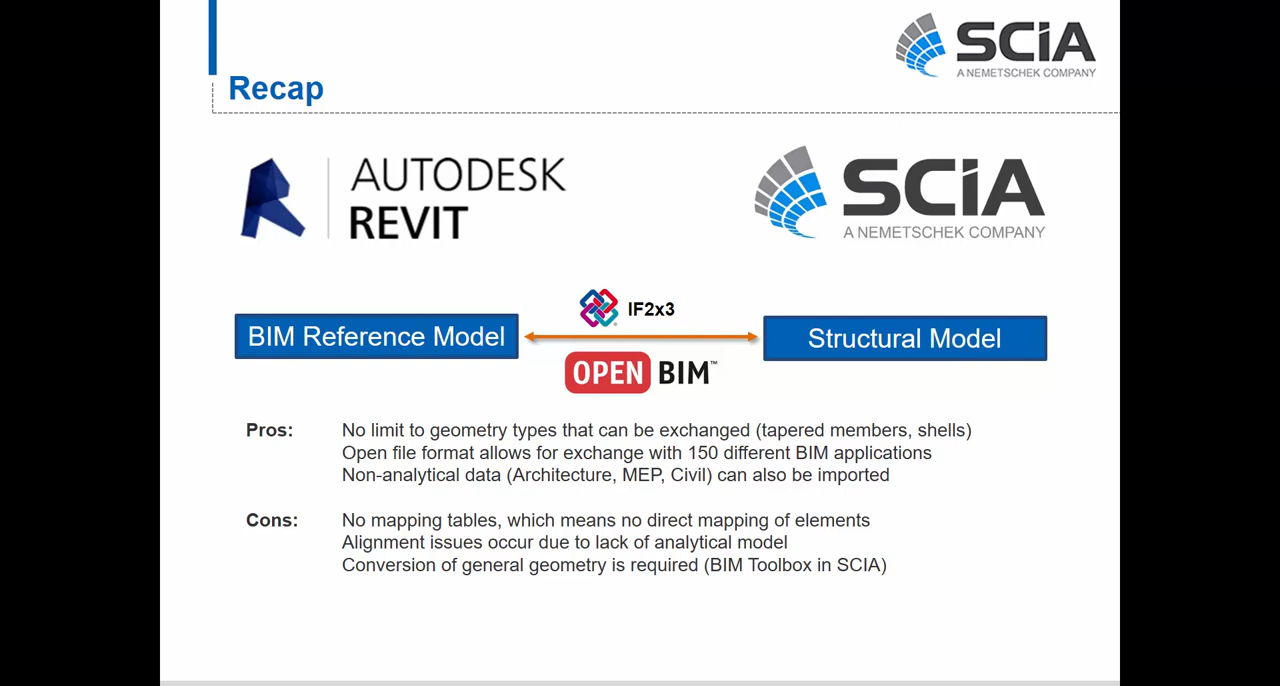 SCiA
A NEMETSCHEK COMPANY
Recap
AUTODESK
REVIT
SCiA
A NEMETSCHEK COMPANY
IF2x3
BIM Reference Model
Structural Model
OPEN BIM™
Pros: No limit to geometry types that can be exchanged (tapered members, shells)
Open file format allows for exchange with 150 different BIM applications
Non-analytical data (Architecture, MEP, Civil) can also be imported
Cons: No mapping tables, which means no direct mapping of elements
Alignment issues occur due to lack of analytical model
Conversion of general geometry is required (BIM Toolbox in SCIA)